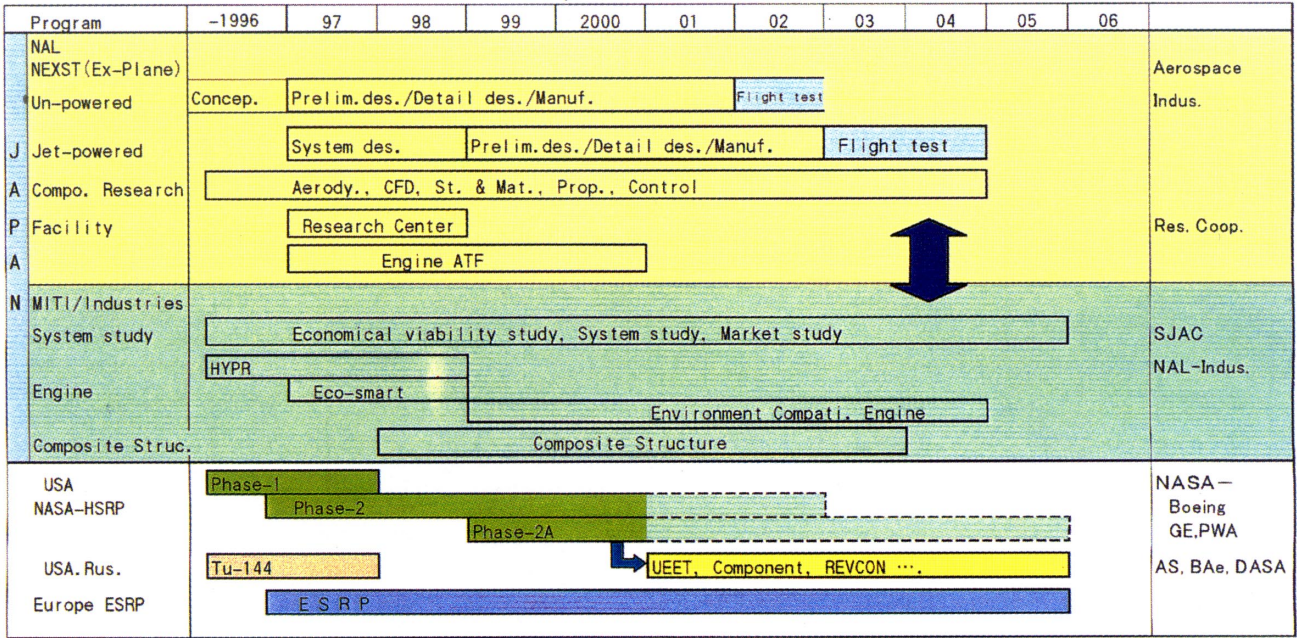 Program -1996 97 98 99 2000 01 02 03 04 05 06
NAL
NEXST(Ex-Plane) Aerospace
Un-powered Concep. Prelim.des./Detail des./Manuf. Flight test Indus.
J Jet-powered System des. Prelim.des./Detail des./Manuf. Flight test
A Compo. Research Aerody., CFD, St. & Mat., Prop., Control
P Facility Research Center Res. Coop.
A Engine ATF
N MITI/Industries
System study Economical viability study, System study, Market study SJAC
HYPR NAL-Indus.
Engine Eco-smart
Environment Compati. Engine
Composite Struc. Composite Structure
USA Phase-1 NASA-
NASA-HSRP Phase-2 Boeing
Phase-2A GE,PWA
USA.Rus. Tu-144 UEET, Component, REVCON …. AS, BAe, DASA
Europe ESRP E S R P